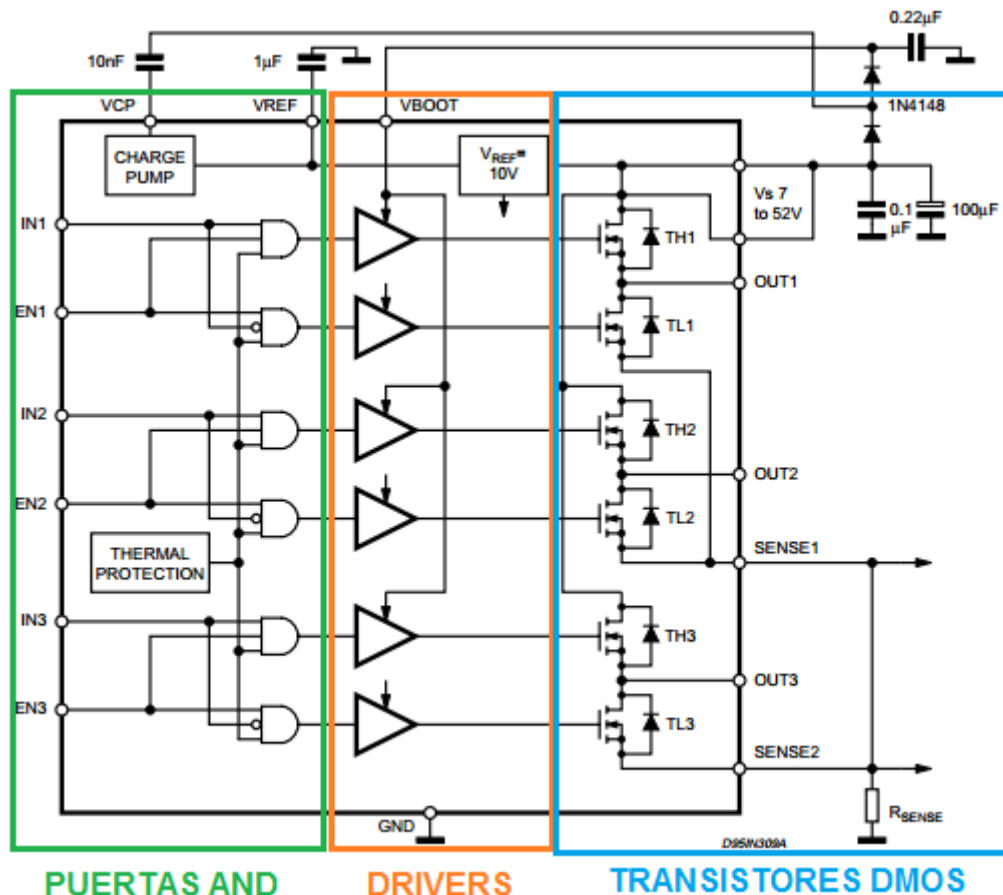 0.22μF
10nF
1μF
VCP
VREF
VBOOT
1N4148
CHARGE
PUMP
VREF=
10V
Vs 7
to 52V
0.1
μF
100μF
IN1
TH1
OUT1
EN1
TL1
IN2
TH2
OUT2
EN2
TL2
SENSE1
THERMAL
PROTECTION
IN3
TH3
OUT3
EN3
TL3
SENSE2
RSENSE
GND
D95IN309A
PUERTAS AND
DRIVERS
TRANSISTORES DMOS